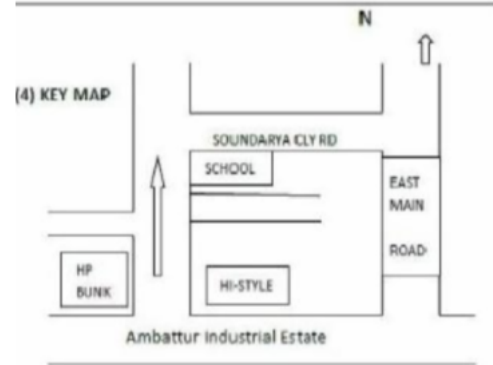 N
(4) KEY MAP
SOUNDARYA CLY RD
SCHOOL
EAST
MAIN
ROAD
HP
BUNK
HI-STYLE
Ambattur Industrial Estate